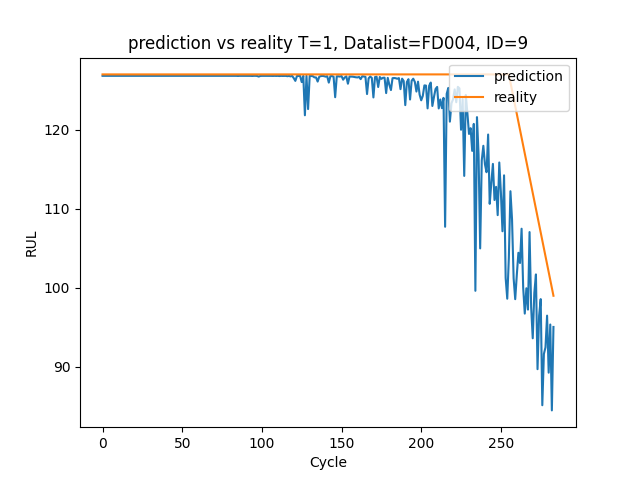 prediction vs reality T=1, Datalist=FD004, ID=9
prediction
reality
RUL
120
110
100
90
0
50
100
150
200
250
Cycle